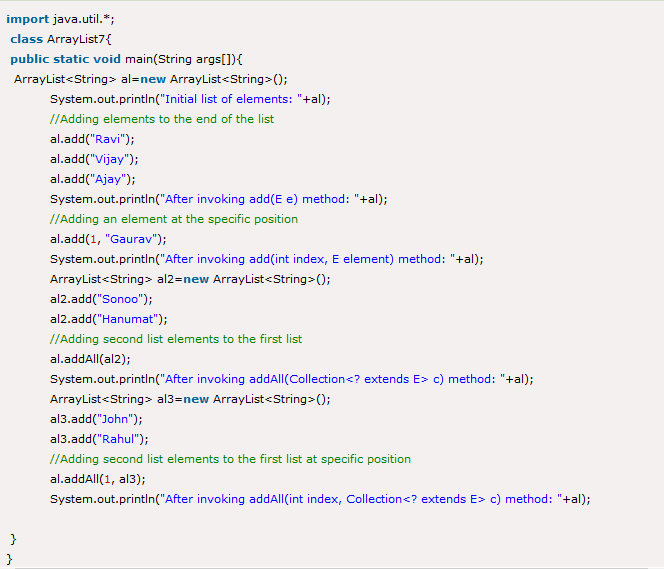 import java.util.*;
class ArrayList7{
public static void main(String args[]){
ArrayList<String> al=new ArrayList<String>();
System.out.println("Initial list of elements: "+al);
//Adding elements to the end of the list
al.add("Ravi");
al.add("Vijay");
al.add("Ajay");
System.out.println("After invoking add(E e) method: "+al);
//Adding an element at the specific position
al.add(1, "Gaurav");
System.out.println("After invoking add(int index, E element) method: "+al);
ArrayList<String> al2=new ArrayList<String>();
al2.add("Sonoo");
al2.add("Hanumat");
//Adding second list elements to the first list
al.addAll(al2);
System.out.println("After invoking addAll(Collection<? extends E> c) method: "+al);
ArrayList<String> al3=new ArrayList<String>();
al3.add("John");
al3.add("Rahul");
//Adding second list elements to the first list at specific position
al.addAll(1, al3);
System.out.println("After invoking addAll(int index, Collection<? extends E> c) method: "+al);
}
}